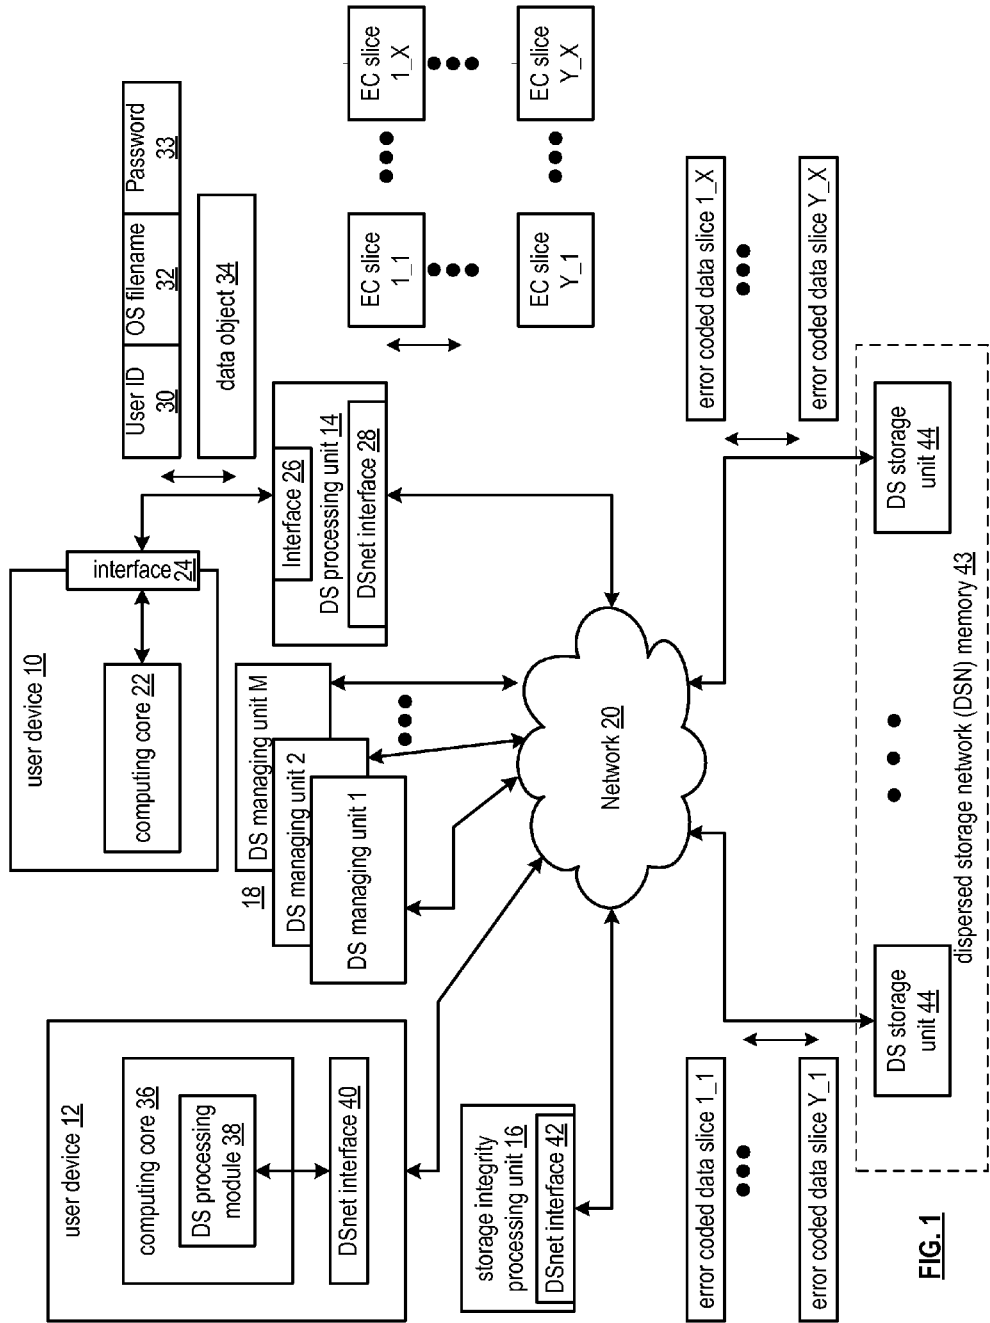 user device 12
computing core 36
DS processing
module 38
DSnet interface 40
user device 10
computing core 22
interface 24
User ID
30
OS filename
32
Password
33
data object 34
18
DS managing unit M
DS managing unit 2
DS managing unit 1
Interface 26
DS processing unit 14
DSnet interface 28
EC slice
1_1
EC slice
1_X
EC slice
Y_1
EC slice
Y_X
storage integrity
processing unit 16
DSnet interface 42
Network 20
error coded data slice 1_1
error coded data slice Y_1
error coded data slice 1_X
error coded data slice Y_X
DS storage
unit 44
DS storage
unit 44
dispersed storage network (DSN) memory 43
FIG. 1